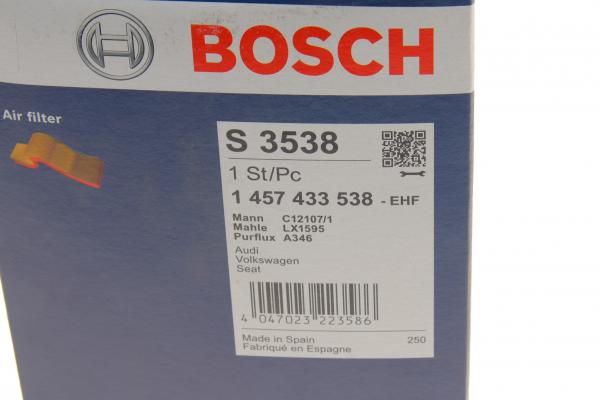 BOSCH
Air filter
S 3538
1 St/Pc
1 457 433 538 - EHF
Mann C12107/1
Mahle LX1595
Purflux A346
Audi
Volkswagen
Seat
4 047023 223586
Made in Spain 250
Fabriqué en Espagne